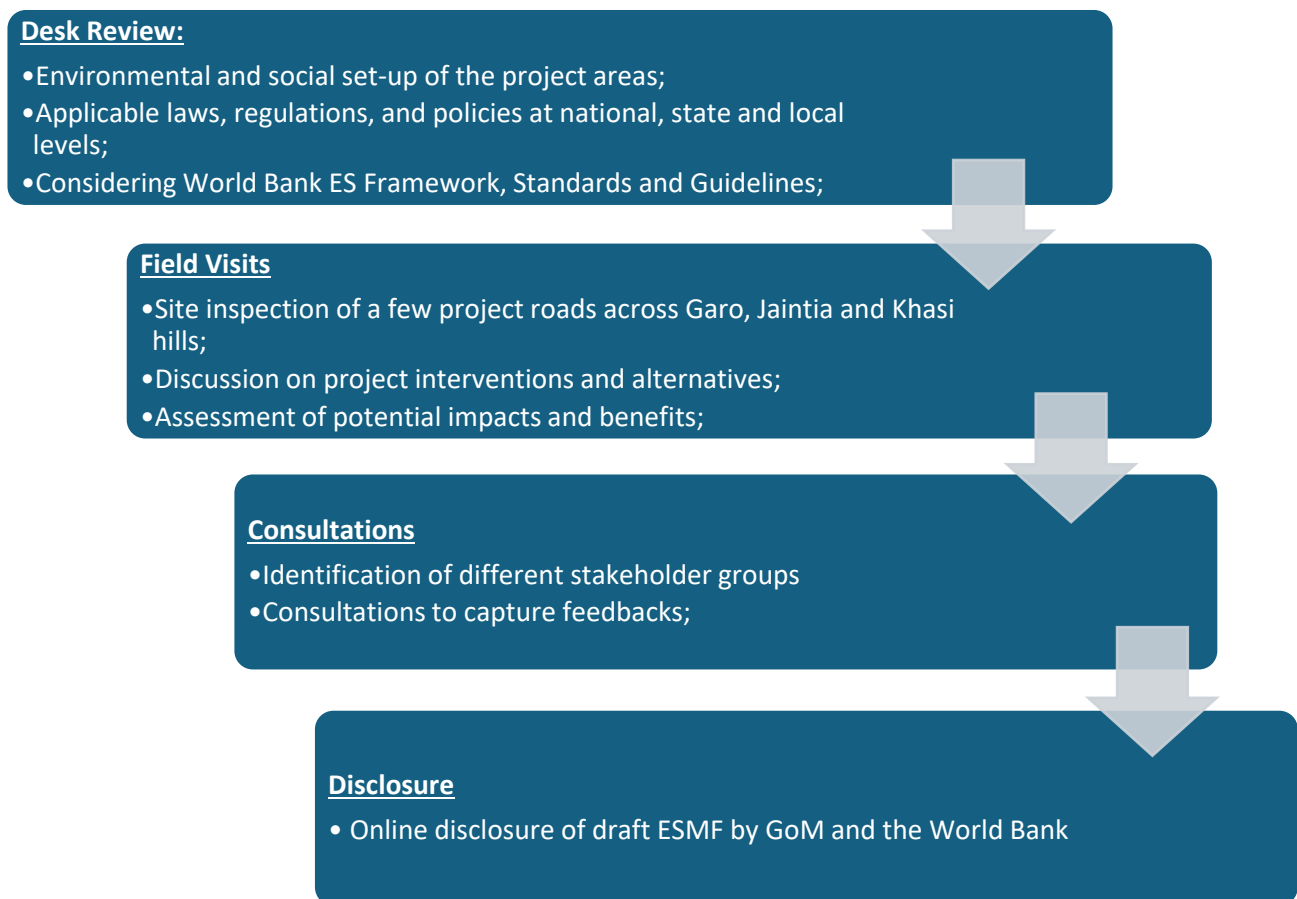 Desk Review:
•Environmental and social set-up of the project areas;
•Applicable laws, regulations, and policies at national, state and local
levels;
•Considering World Bank ES Framework, Standards and Guidelines;
Field Visits
•Site inspection of a few project roads across Garo, Jaintia and Khasi
hills;
•Discussion on project interventions and alternatives;
•Assessment of potential impacts and benefits;
Consultations
•Identification of different stakeholder groups
•Consultations to capture feedbacks;
Disclosure
• Online disclosure of draft ESMF by GoM and the World Bank